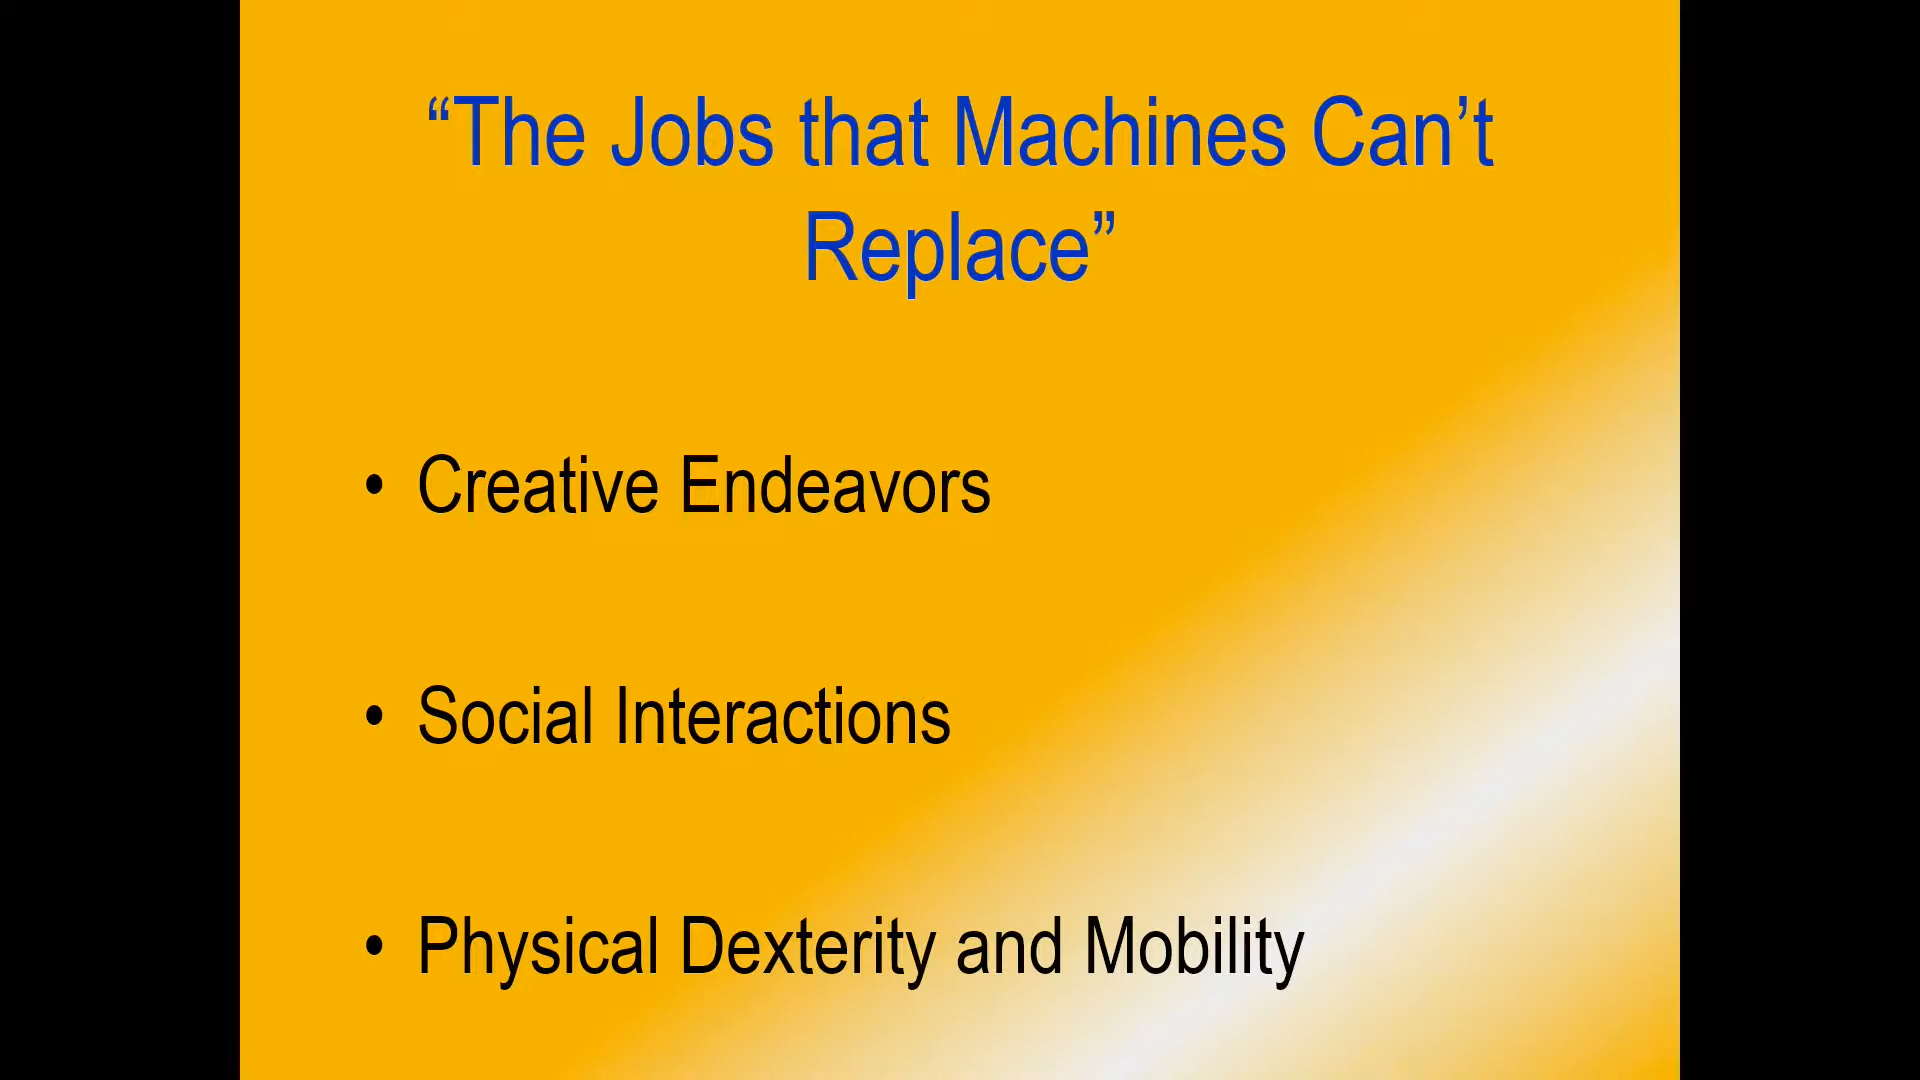 “The Jobs that Machines Can’t
Replace”
• Creative Endeavors
• Social Interactions
• Physical Dexterity and Mobility